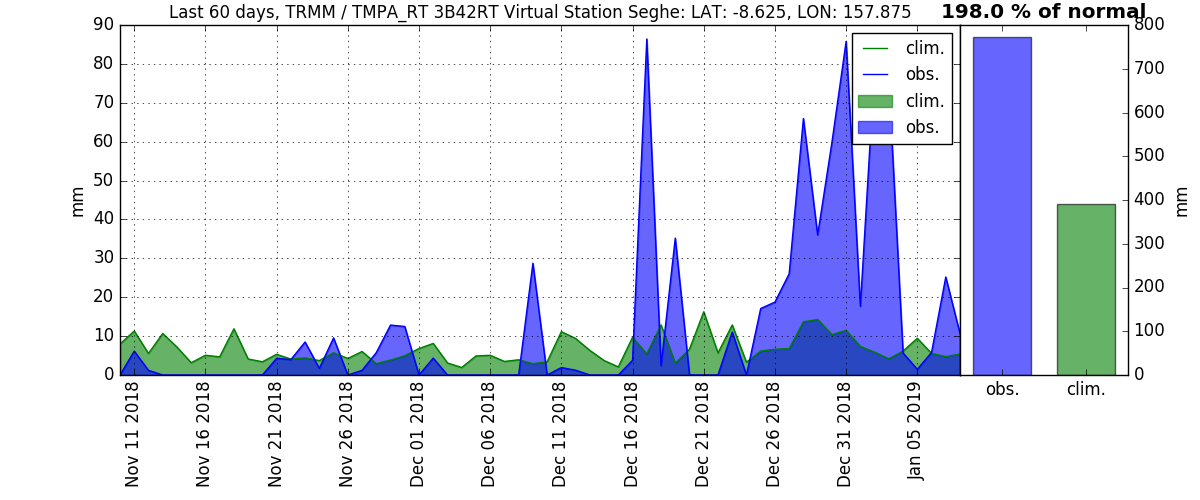 Last 60 days, TRMM / TMPA_RT 3B42RT Virtual Station Seghe: LAT: -8.625, LON: 157.875
198.0 % of normal
90
80
70
60
50
40
30
20
10
0
mm
clim.
obs.
clim.
obs.
800
700
600
500
400
300
200
100
0
mm
Nov 11 2018
Nov 16 2018
Nov 21 2018
Nov 26 2018
Dec 01 2018
Dec 06 2018
Dec 11 2018
Dec 16 2018
Dec 21 2018
Dec 26 2018
Dec 31 2018
Jan 05 2019
obs.
clim.